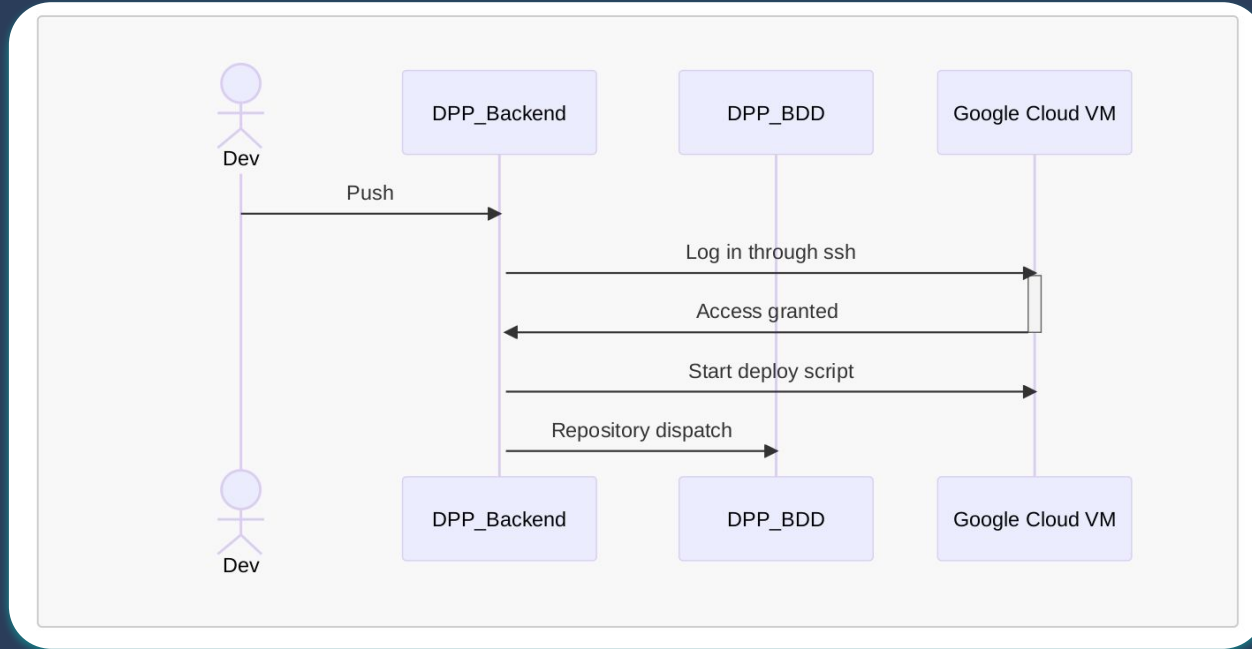 DPP_Backend
DPP_BDD
Google Cloud VM
Dev
Push
Log in through ssh
Access granted
Start deploy script
Repository dispatch
DPP_Backend
DPP_BDD
Google Cloud VM
Dev